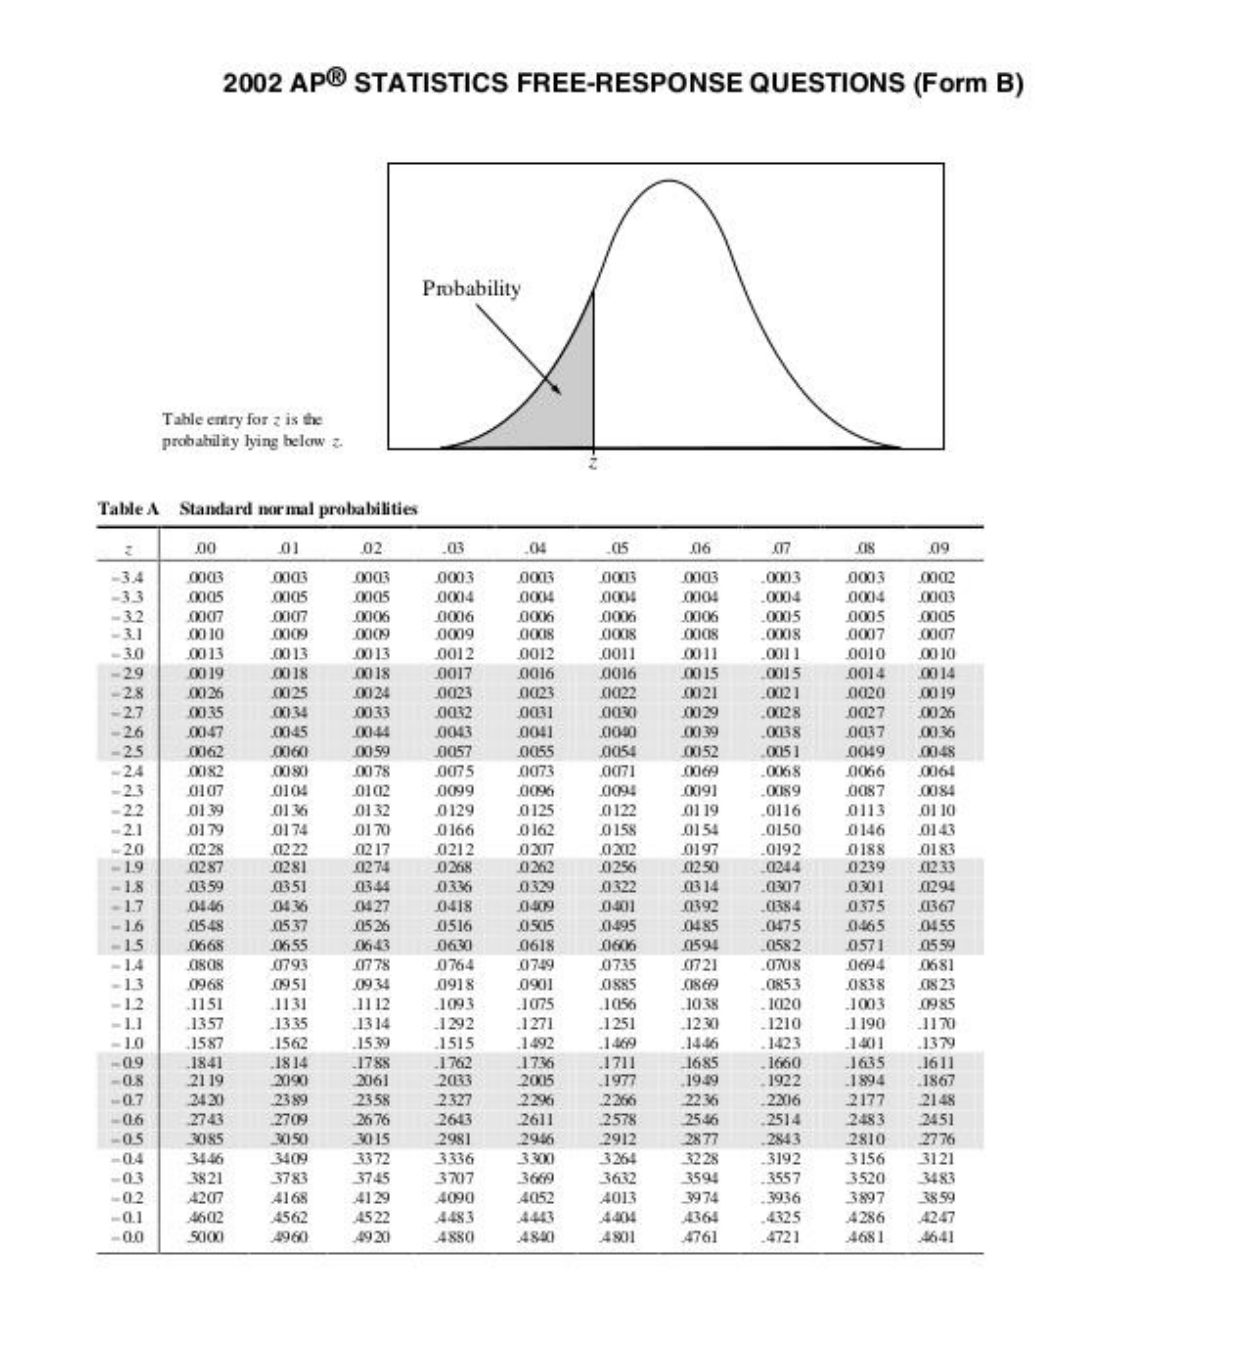 2002 AP® STATISTICS FREE-RESPONSE QUESTIONS (Form B)
Probability
Table entry for z is the
probability lying below z.
z
Table A Standard normal probabilities
z .00 .01 .02 .03 .04 .05 .06 .07 .08 .09
−3.4 .0003 .0003 .0003 .0003 .0003 .0003 .0003 .0003 .0003 .0002
−3.3 .0005 .0005 .0005 .0004 .0004 .0004 .0004 .0004 .0004 .0003
−3.2 .0007 .0007 .0006 .0006 .0006 .0006 .0006 .0005 .0005 .0005
−3.1 .0010 .0009 .0009 .0009 .0008 .0008 .0008 .0008 .0007 .0007
−3.0 .0013 .0013 .0013 .0012 .0012 .0011 .0011 .0011 .0010 .0010
−2.9 .0019 .0018 .0018 .0017 .0016 .0016 .0015 .0015 .0014 .0014
−2.8 .0026 .0025 .0024 .0023 .0023 .0022 .0021 .0021 .0020 .0019
−2.7 .0035 .0034 .0033 .0032 .0031 .0030 .0029 .0028 .0027 .0026
−2.6 .0047 .0045 .0044 .0043 .0041 .0040 .0039 .0038 .0037 .0036
−2.5 .0062 .0060 .0059 .0057 .0055 .0054 .0052 .0051 .0049 .0048
−2.4 .0082 .0080 .0078 .0075 .0073 .0071 .0069 .0068 .0066 .0064
−2.3 .0107 .0104 .0102 .0099 .0096 .0094 .0091 .0089 .0087 .0084
−2.2 .0139 .0136 .0132 .0129 .0125 .0122 .0119 .0116 .0113 .0110
−2.1 .0179 .0174 .0170 .0166 .0162 .0158 .0154 .0150 .0146 .0143
−2.0 .0228 .0222 .0217 .0212 .0207 .0202 .0197 .0192 .0188 .0183
−1.9 .0287 .0281 .0274 .0268 .0262 .0256 .0250 .0244 .0239 .0233
−1.8 .0359 .0351 .0344 .0336 .0329 .0322 .0314 .0307 .0301 .0294
−1.7 .0446 .0436 .0427 .0418 .0409 .0401 .0392 .0384 .0375 .0367
−1.6 .0548 .0537 .0526 .0516 .0505 .0495 .0485 .0475 .0465 .0455
−1.5 .0668 .0655 .0643 .0630 .0618 .0606 .0594 .0582 .0571 .0559
−1.4 .0808 .0793 .0778 .0764 .0749 .0735 .0721 .0708 .0694 .0681
−1.3 .0968 .0951 .0934 .0918 .0901 .0885 .0869 .0853 .0838 .0823
−1.2 .1151 .1131 .1112 .1093 .1075 .1056 .1038 .1020 .1003 .0985
−1.1 .1357 .1335 .1314 .1292 .1271 .1251 .1230 .1210 .1190 .1170
−1.0 .1587 .1562 .1539 .1515 .1492 .1469 .1446 .1423 .1401 .1379
−0.9 .1841 .1814 .1788 .1762 .1736 .1711 .1685 .1660 .1635 .1611
−0.8 .2119 .2090 .2061 .2033 .2005 .1977 .1949 .1922 .1894 .1867
−0.7 .2420 .2389 .2358 .2327 .2296 .2266 .2236 .2206 .2177 .2148
−0.6 .2743 .2709 .2676 .2643 .2611 .2578 .2546 .2514 .2483 .2451
−0.5 .3085 .3050 .3015 .2981 .2946 .2912 .2877 .2843 .2810 .2776
−0.4 .3446 .3409 .3372 .3336 .3300 .3264 .3228 .3192 .3156 .3121
−0.3 .3821 .3783 .3745 .3707 .3669 .3632 .3594 .3557 .3520 .3483
−0.2 .4207 .4168 .4129 .4090 .4052 .4013 .3974 .3936 .3897 .3859
−0.1 .4602 .4562 .4522 .4483 .4443 .4404 .4364 .4325 .4286 .4247
−0.0 .5000 .4960 .4920 .4880 .4840 .4801 .4761 .4721 .4681 .4641